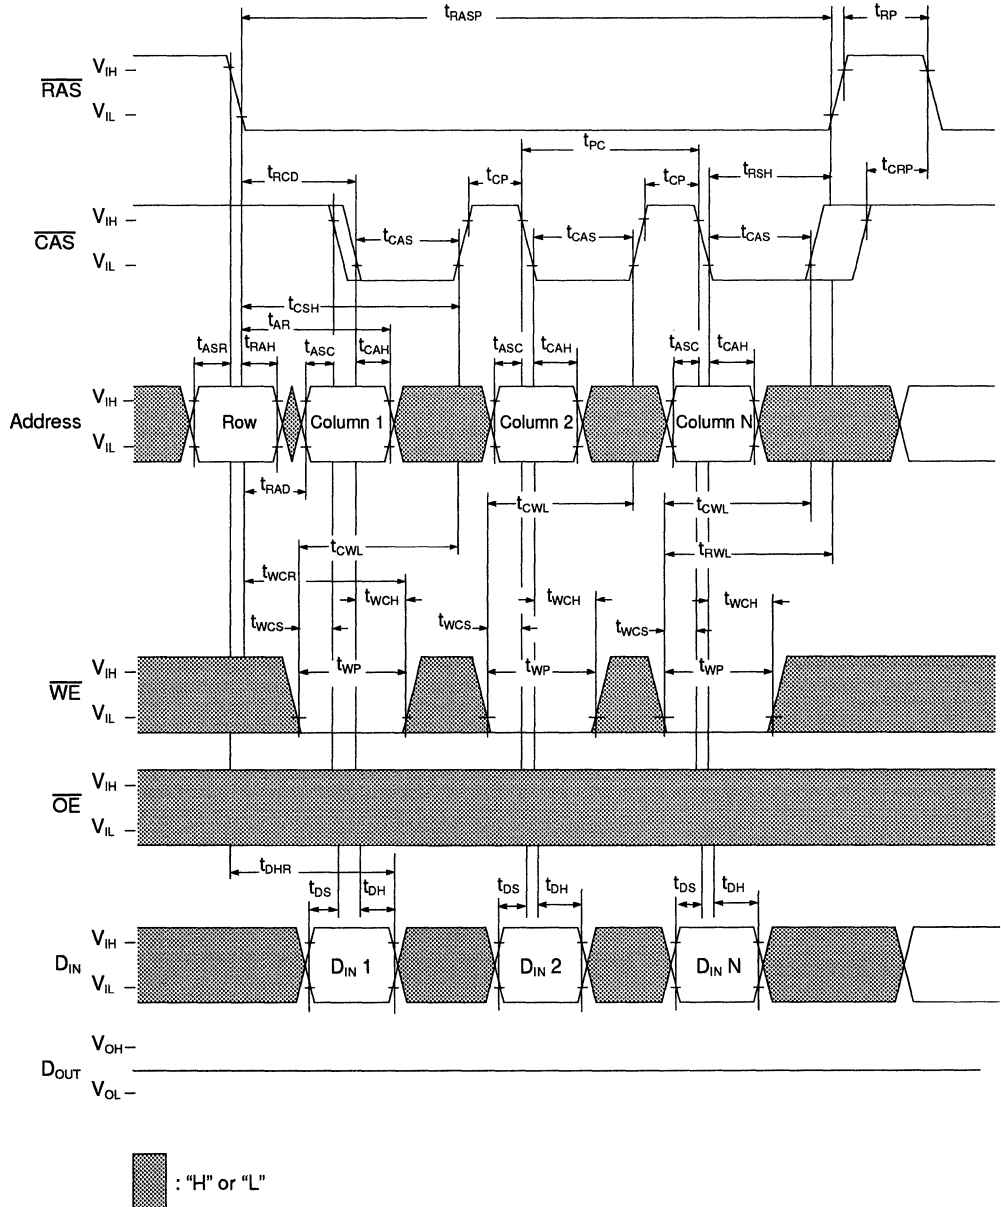 tRASP
tRP
RAS
VIH
VIL
tPC
tRCD
tCP
tCP
tRSH
tCRP
CAS
VIH
VIL
tCAS
tCAS
tCAS
tCSH
tAR
tASR
tRAH
tASC
tCAH
tASC
tCAH
tASC
tCAH
Address
VIH
VIL
Row
Column 1
Column 2
Column N
tRAD
tCWL
tCWL
tCWL
tRWL
tWCR
tWCH
tWCH
tWCH
tWCS
tWCS
tWCS
tWP
tWP
tWP
WE
VIH
VIL
OE
VIH
VIL
tDHR
tDS
tDH
tDS
tDH
tDS
tDH
DIN
VIH
VIL
DIN 1
DIN 2
DIN N
DOUT
VOH
VOL
: “H” or “L”